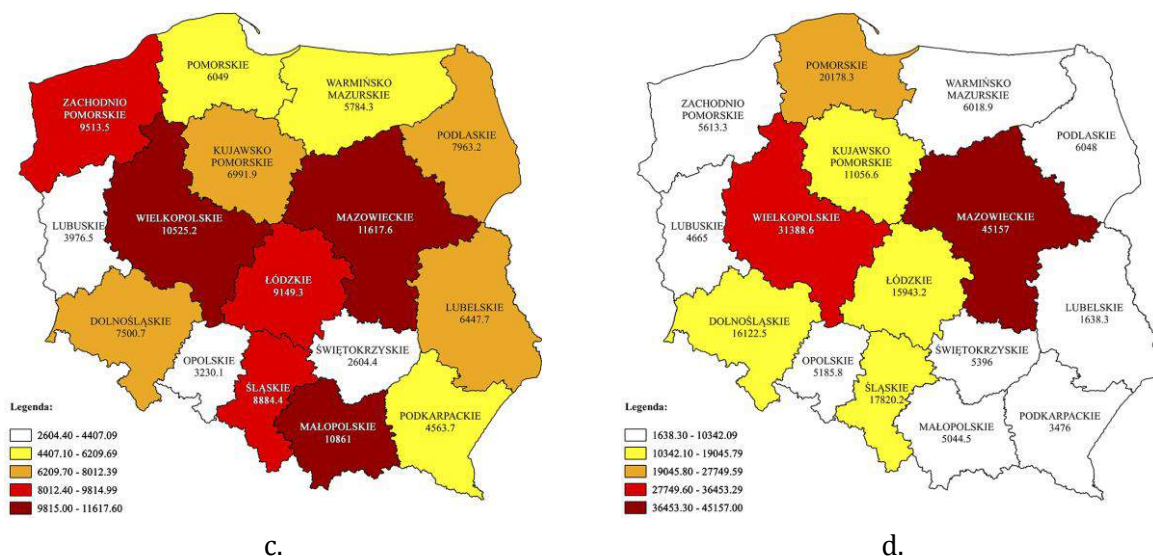 POMORSKIE
6049
WARMIŃSKO
MAZURSKIE
5784.3
ZACHODNIO
POMORSKIE
9513.5
PODLASKIE
7963.2
KUJAWSKO
POMORSKIE
6991.9
LUBUSKIE
3976.5
WIELKOPOLSKIE
10525.2
MAZOWIECKIE
11617.6
ŁÓDZKIE
9149.3
LUBELSKIE
6447.7
DOLNOŚLĄSKIE
7500.7
OPOLSKIE
3230.1
ŚWIĘTOKRZYSKIE
2604.4
ŚLĄSKIE
8884.4
MAŁOPOLSKIE
10861
PODKARPACKIE
4563.7
Legenda:
2604.40 - 4407.09
4407.10 - 6209.69
6209.70 - 8012.39
8012.40 - 9814.99
9815.00 - 11617.60
c.
POMORSKIE
20178.3
WARMIŃSKO
MAZURSKIE
6018.9
ZACHODNIO
POMORSKIE
5613.3
PODLASKIE
6048
KUJAWSKO
POMORSKIE
11056.6
LUBUSKIE
4665
WIELKOPOLSKIE
31388.6
MAZOWIECKIE
45157
ŁÓDZKIE
15943.2
LUBELSKIE
1638.3
DOLNOŚLĄSKIE
16122.5
OPOLSKIE
5185.8
ŚWIĘTOKRZYSKIE
5396
ŚLĄSKIE
17820.2
MAŁOPOLSKIE
5044.5
PODKARPACKIE
3476
Legenda:
1638.30 - 10342.09
10342.10 - 19045.79
19045.80 - 27749.59
27749.60 - 36453.29
36453.30 - 45157.00
d.